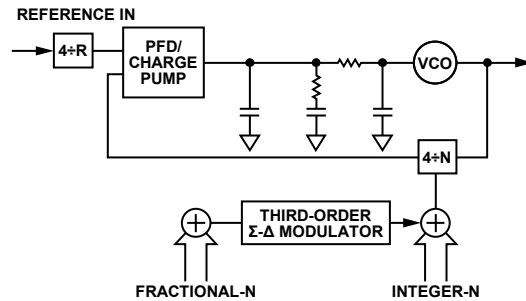 REFERENCE IN
4÷R
PFD/
CHARGE
PUMP
VCO
4÷N
THIRD-ORDER
Σ-Δ MODULATOR
FRACTIONAL-N
INTEGER-N